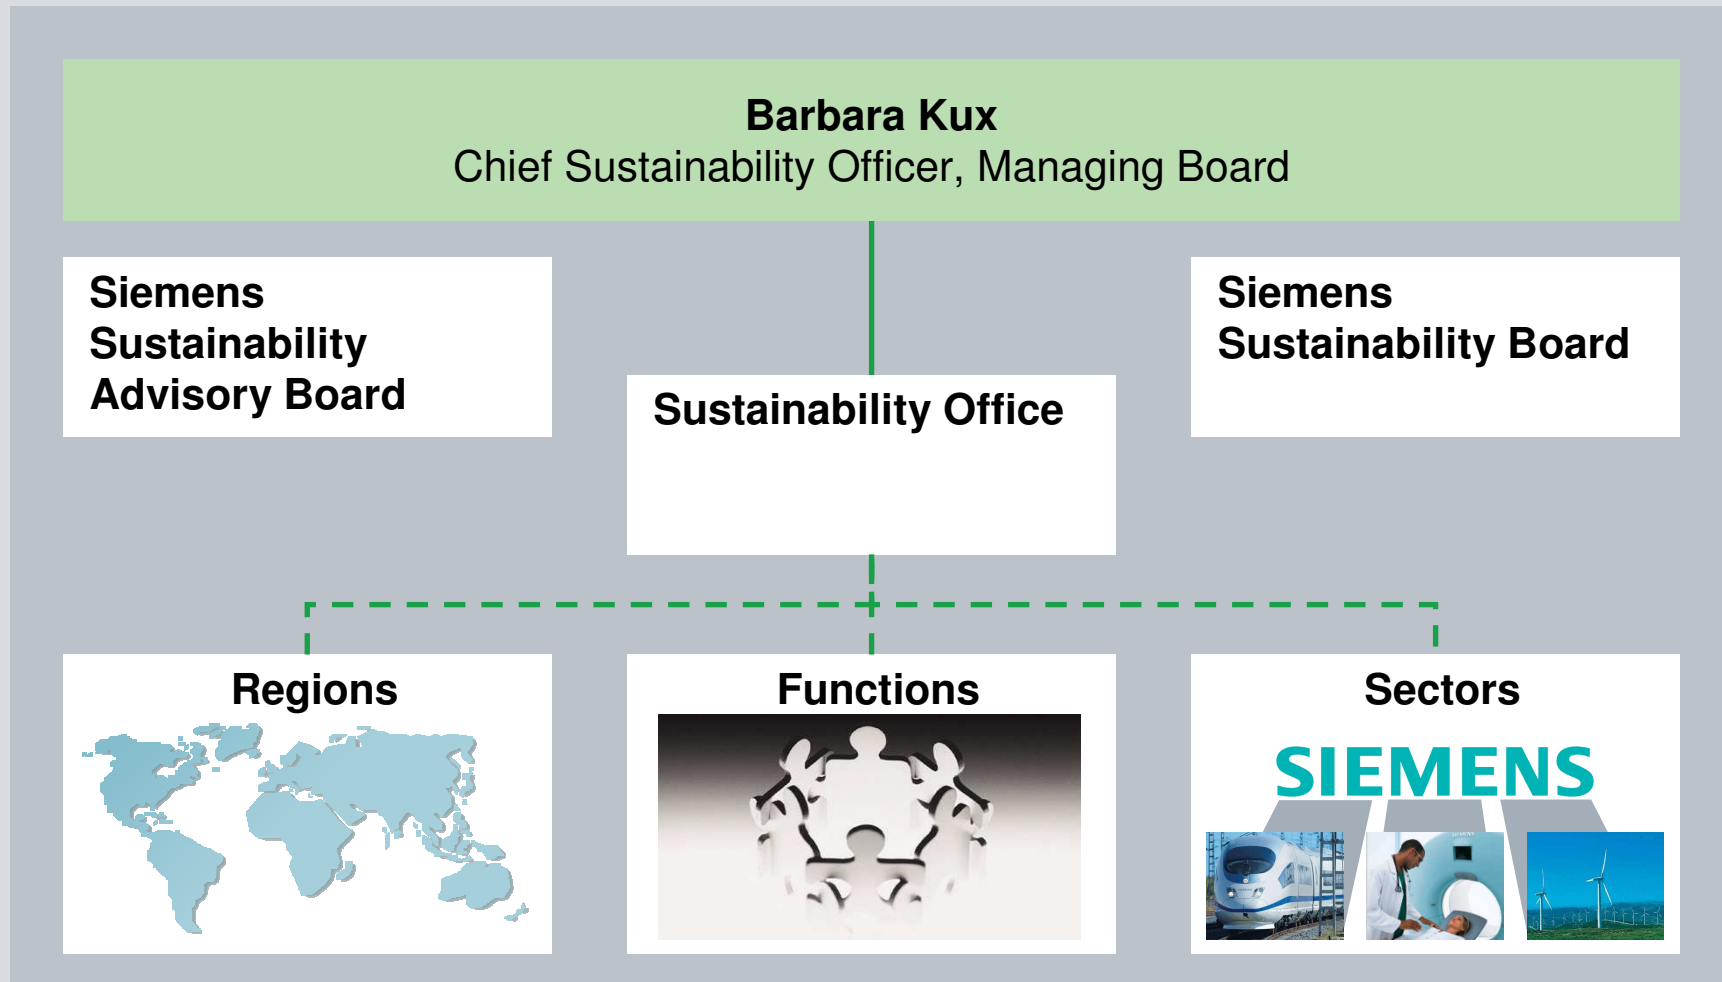 Barbara Kux
Chief Sustainability Officer, Managing Board
Siemens
Sustainability
Advisory Board
Siemens
Sustainability Board
Sustainability Office
Regions
Functions
Sectors
SIEMENS
SIEMENS